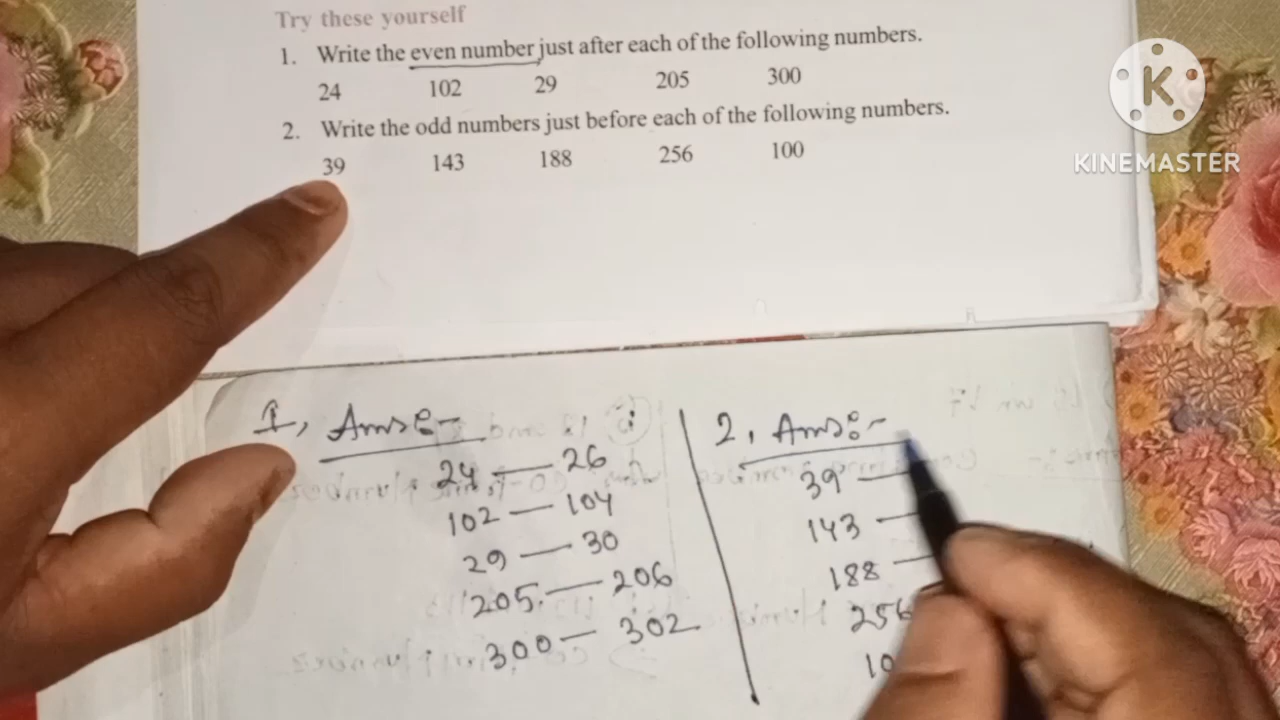 Try these yourself
1. Write the even number just after each of the following numbers.
24 102 29 205 300
2. Write the odd numbers just before each of the following numbers.
39 143 188 256 100
K
KINEMASTER
1, Ans:-
24 — 26
102 — 104
29 — 30
205 — 206
300 — 302
2, Ans:-
39 —
143 —
188 —
256
10